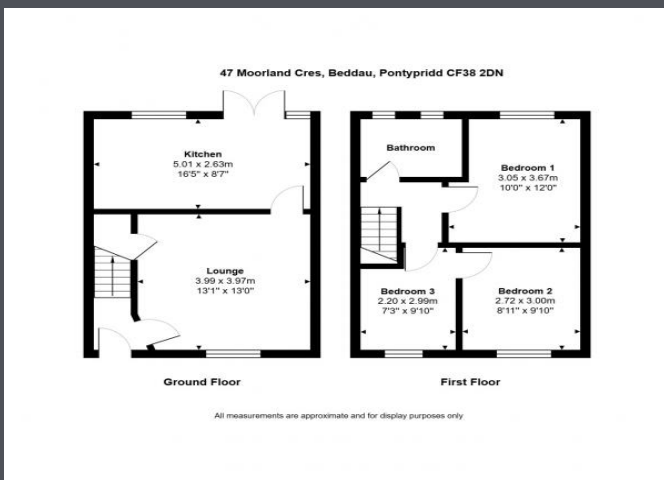 47 Moorland Cres, Beddau, Pontypridd CF38 2DN
Kitchen
5.01 x 2.63m
16'5" x 8'7"
Lounge
3.99 x 3.97m
13'1" x 13'0"
Ground Floor
Bathroom
Bedroom 1
3.05 x 3.67m
10'0" x 12'0"
Bedroom 3
2.20 x 2.99m
7'3" x 9'10"
Bedroom 2
2.72 x 3.00m
8'11" x 9'10"
First Floor
All measurements are approximate and for display purposes only